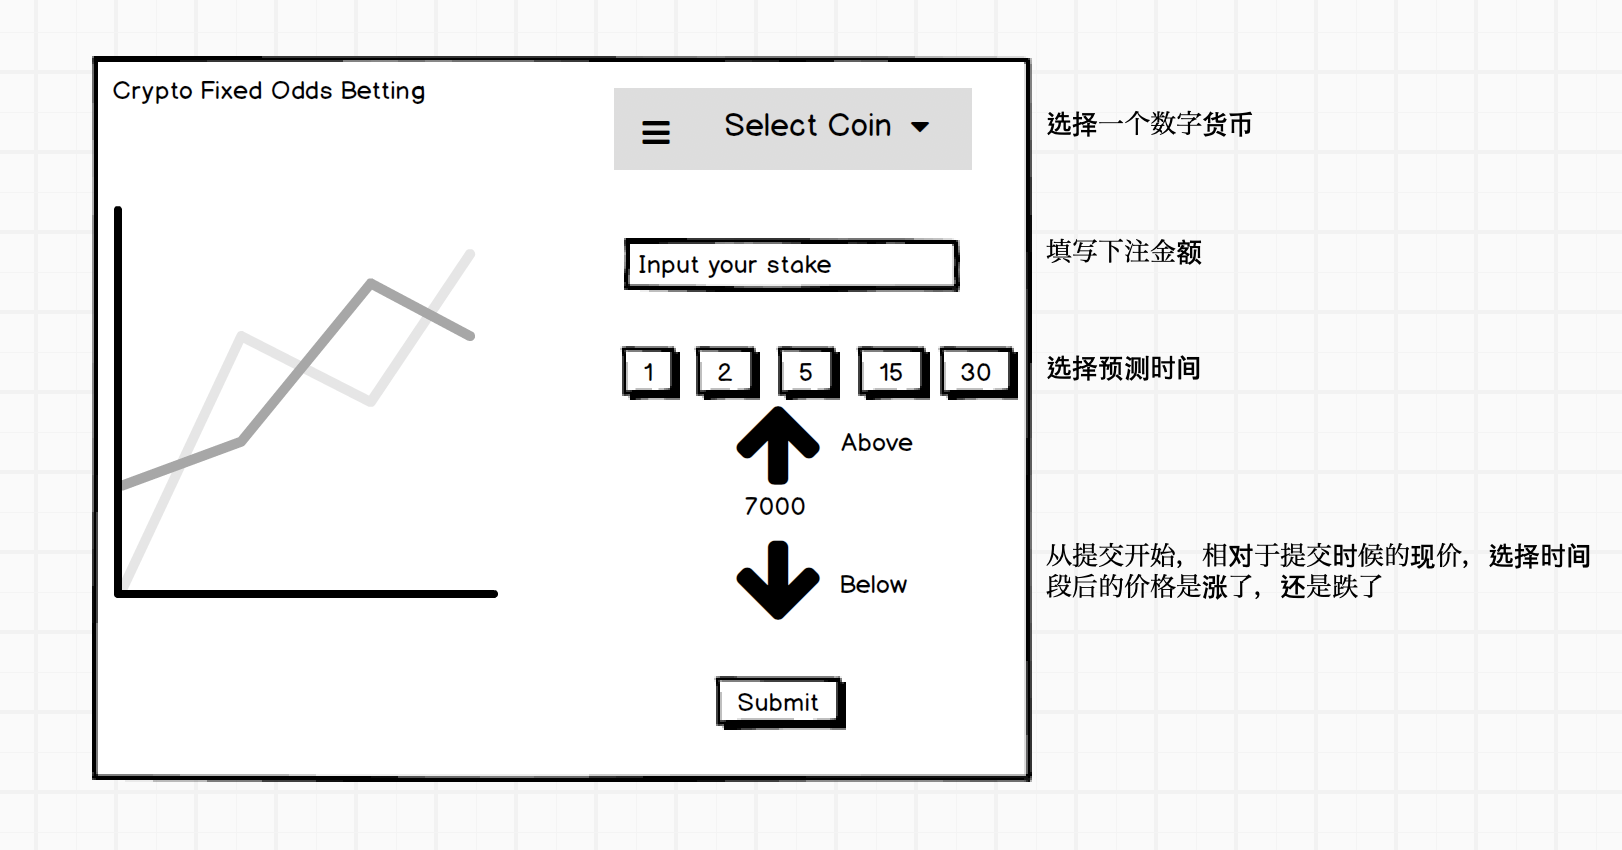 Crypto Fixed Odds Betting
Select Coin
选择一个数字货币
Input your stake
填写下注金额
1 2 5 15 30
选择预测时间
Above
7000
Below
从提交开始，相对于提交时候的现价，选择时间
段后的价格是涨了，还是跌了
Submit